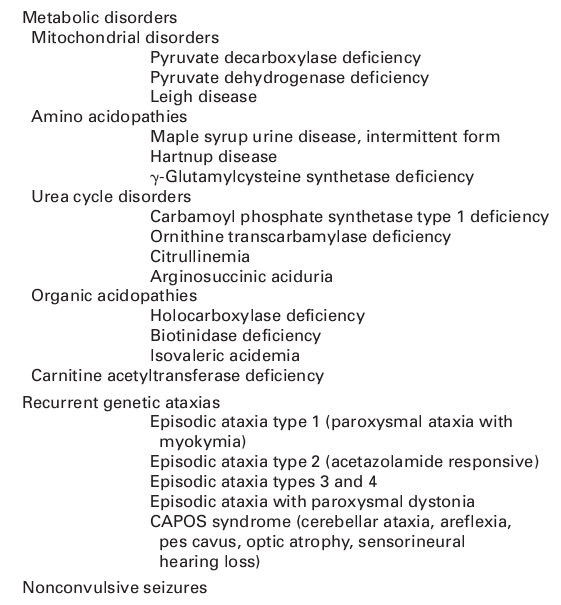 Metabolic disorders
Mitochondrial disorders
Pyruvate decarboxylase deficiency
Pyruvate dehydrogenase deficiency
Leigh disease
Amino acidopathies
Maple syrup urine disease, intermittent form
Hartnup disease
γ-Glutamylcysteine synthetase deficiency
Urea cycle disorders
Carbamoyl phosphate synthetase type 1 deficiency
Ornithine transcarbamylase deficiency
Citrullinemia
Arginosuccinic aciduria
Organic acidopathies
Holocarboxylase deficiency
Biotinidase deficiency
Isovaleric acidemia
Carnitine acetyltransferase deficiency
Recurrent genetic ataxias
Episodic ataxia type 1 (paroxysmal ataxia with
myokymia)
Episodic ataxia type 2 (acetazolamide responsive)
Episodic ataxia types 3 and 4
Episodic ataxia with paroxysmal dystonia
CAPOS syndrome (cerebellar ataxia, areflexia,
pes cavus, optic atrophy, sensorineural
hearing loss)
Nonconvulsive seizures